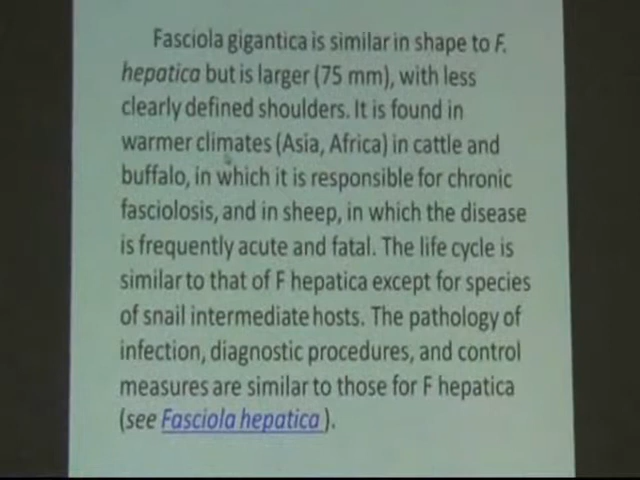 Fasciola gigantica is similar in shape to F.
hepatica but is larger (75 mm), with less
clearly defined shoulders. It is found in
warmer climates (Asia, Africa) in cattle and
buffalo, in which it is responsible for chronic
fasciolosis, and in sheep, in which the disease
is frequently acute and fatal. The life cycle is
similar to that of F hepatica except for species
of snail intermediate hosts. The pathology of
infection, diagnostic procedures, and control
measures are similar to those for F hepatica
(see Fasciola hepatica ).